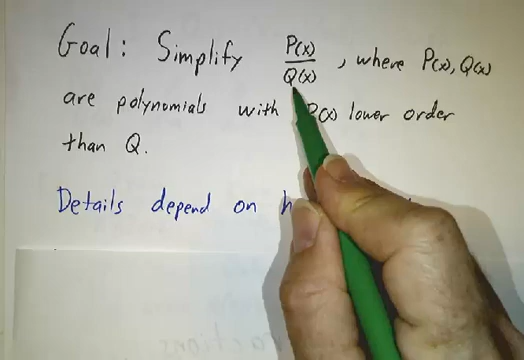 Goal: Simplify P(x)/Q(x), where P(x), Q(x)
are polynomials with P(x) lower order
than Q.
Details depend on